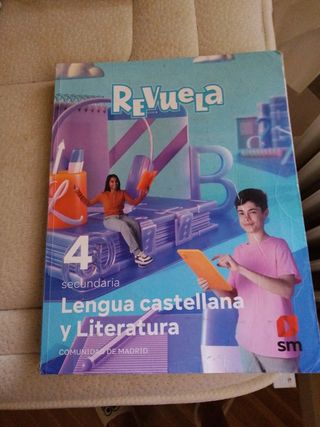 REVUELA
B
4
secundaria
Lengua castellana
y Literatura
COMUNIDAD DE MADRID
sm